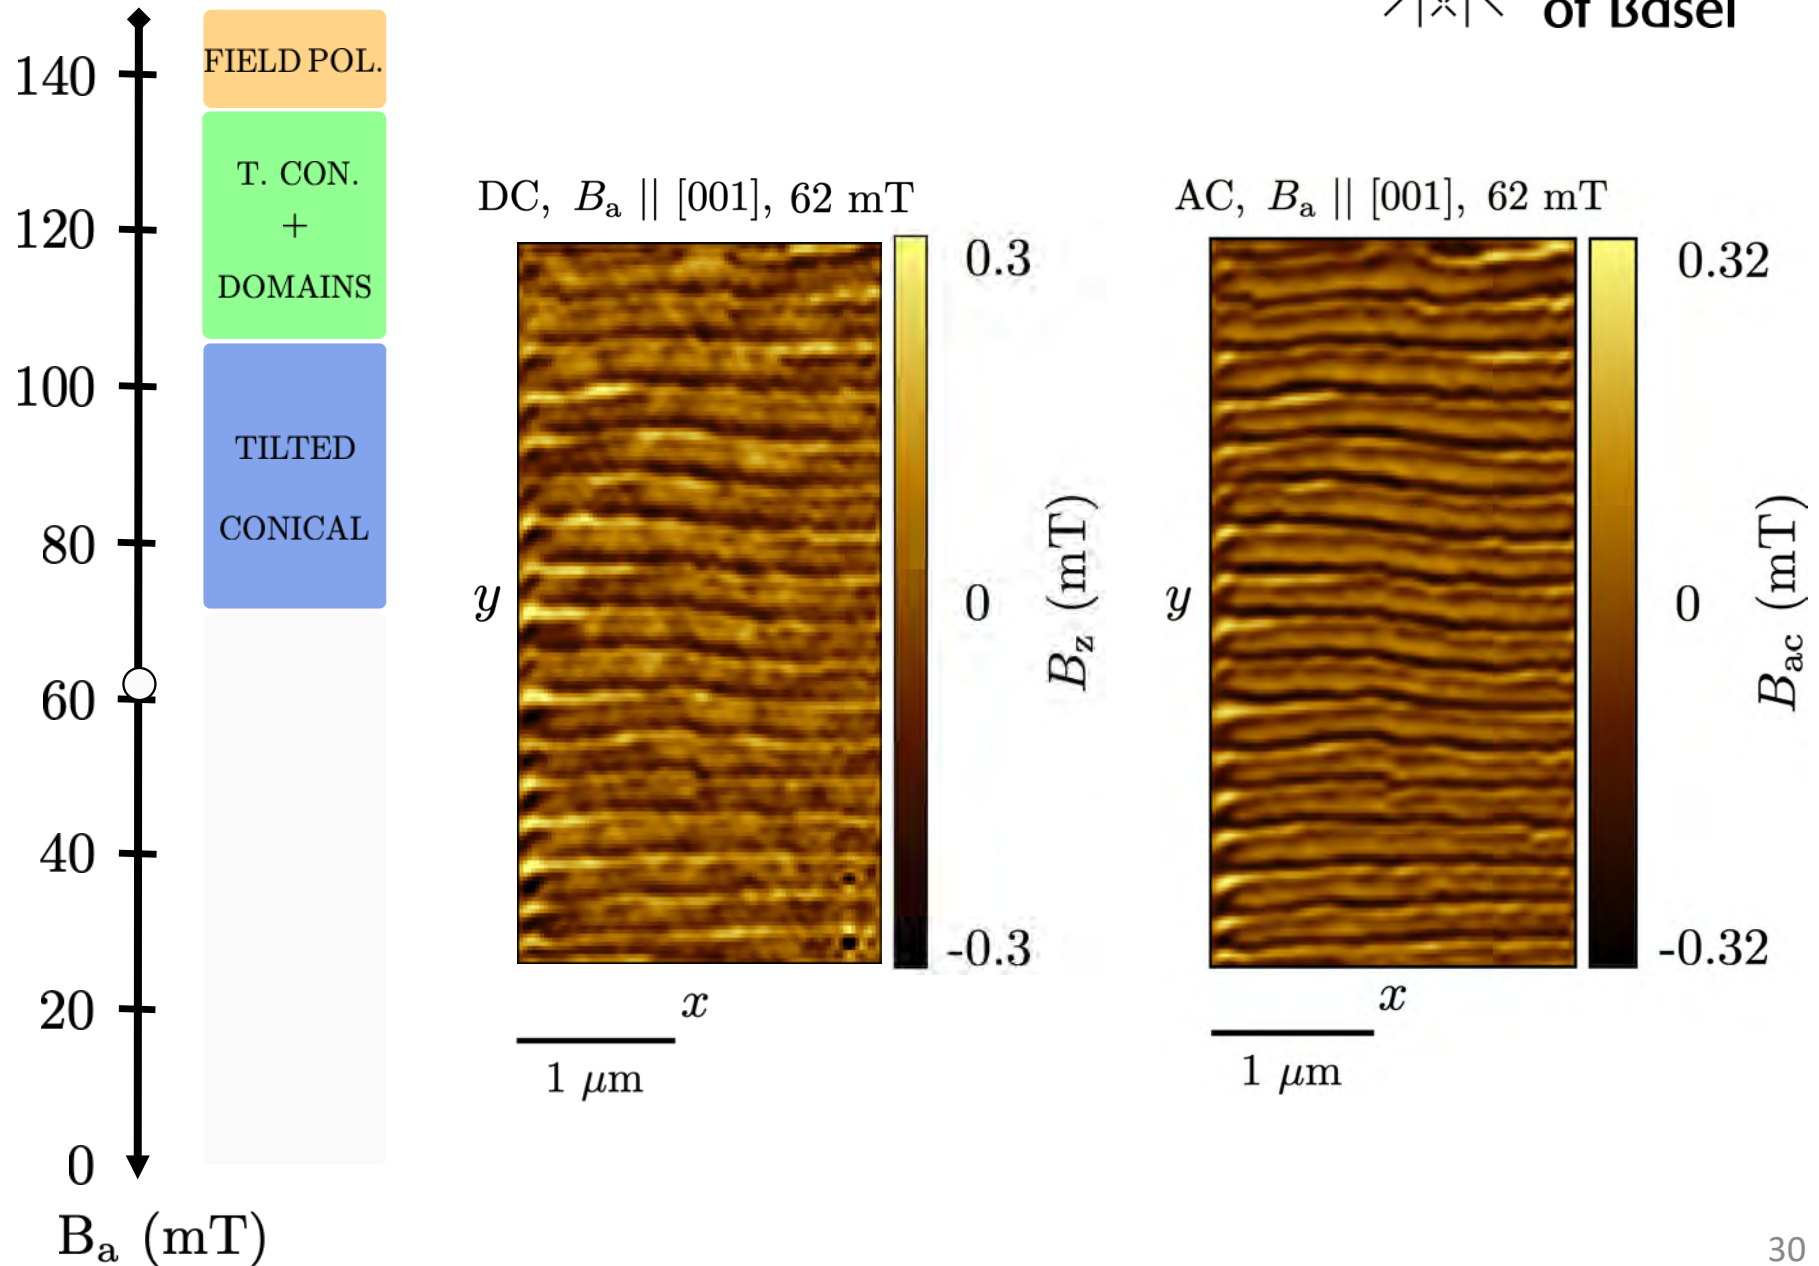 of Basel
140
120
100
80
60
40
20
0
Bₐ (mT)
FIELD POL.
T. CON.
+
DOMAINS
TILTED
CONICAL
DC, Bₐ || [001], 62 mT
0.3
0
-0.3
B_z (mT)
y
x
1 μm
AC, Bₐ || [001], 62 mT
0.32
0
-0.32
B_ac (mT)
y
x
1 μm
30